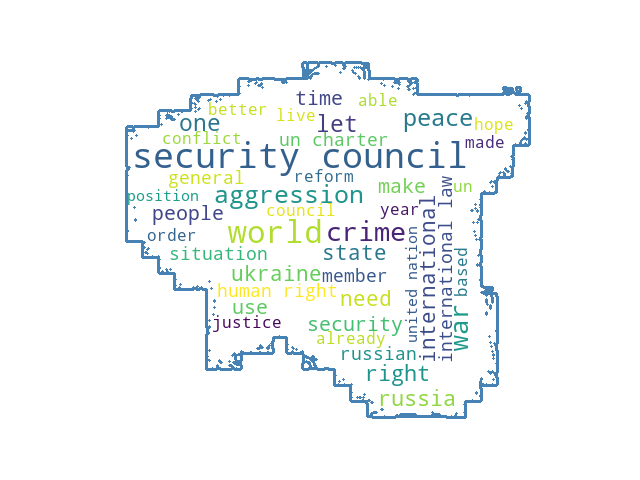 time able
better live
one let peace hope
conflict un charter made
security council
general reform make un
position aggression
people council year
order world crime
situation state
ukraine member
human right need
use
justice security
already
russian
right
russia
united nation
international
international law
war
based